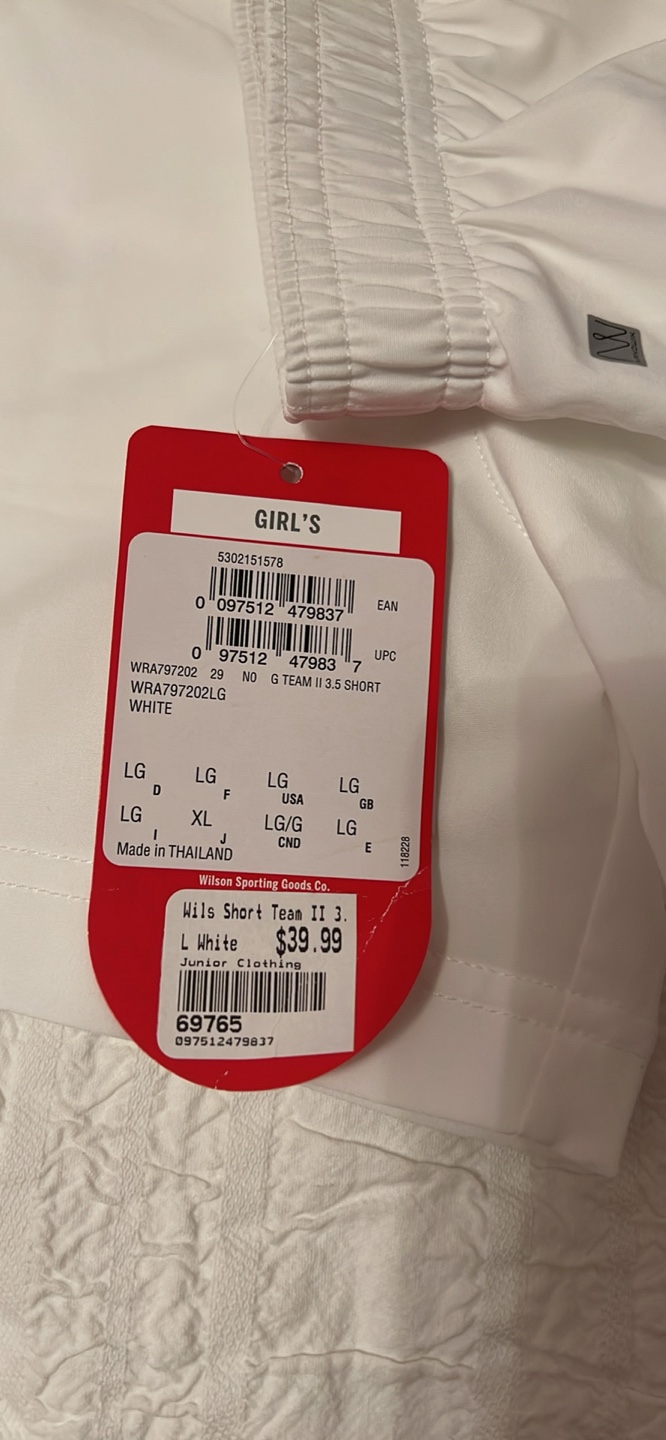 GIRL'S
5302151578
0 097512 479837 EAN
0 97512 47983 7 UPC
WRA797202 29 N0 G TEAM II 3.5 SHORT
WRA797202LG
WHITE
LG D LG F LG USA LG GB
LG I XL J LG/G CND LG E
Made in THAILAND
118228
Wilson Sporting Goods Co.
Wils Short Team II 3.
L White $39.99
Junior Clothing
69765
097512479837